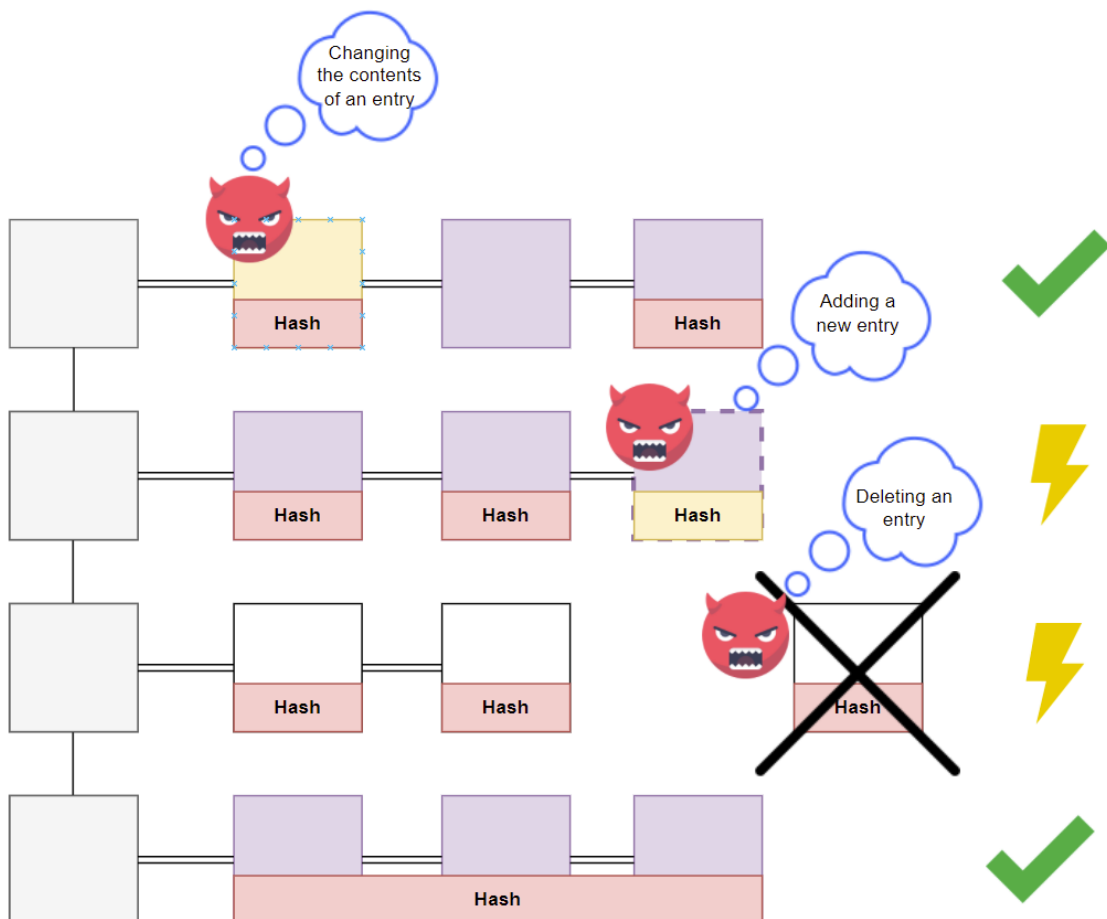 Changing
the contents
of an entry
Hash
Hash
Adding a
new entry
Hash
Hash
Hash
Deleting an
entry
Hash
Hash
Hash
Hash